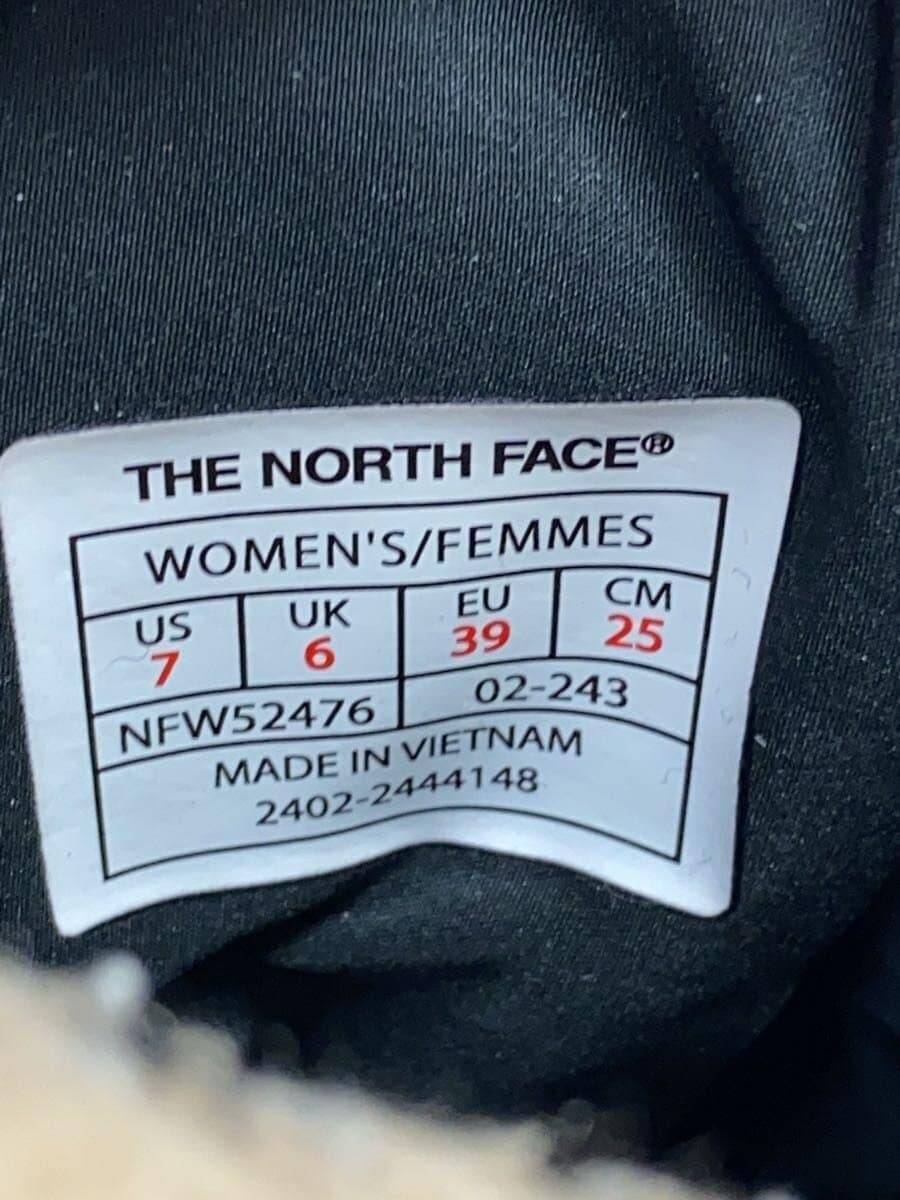 THE NORTH FACE®
WOMEN'S/FEMMES
US UK EU CM
7 6 39 25
NFW52476 02-243
MADE IN VIETNAM
2402-2444148